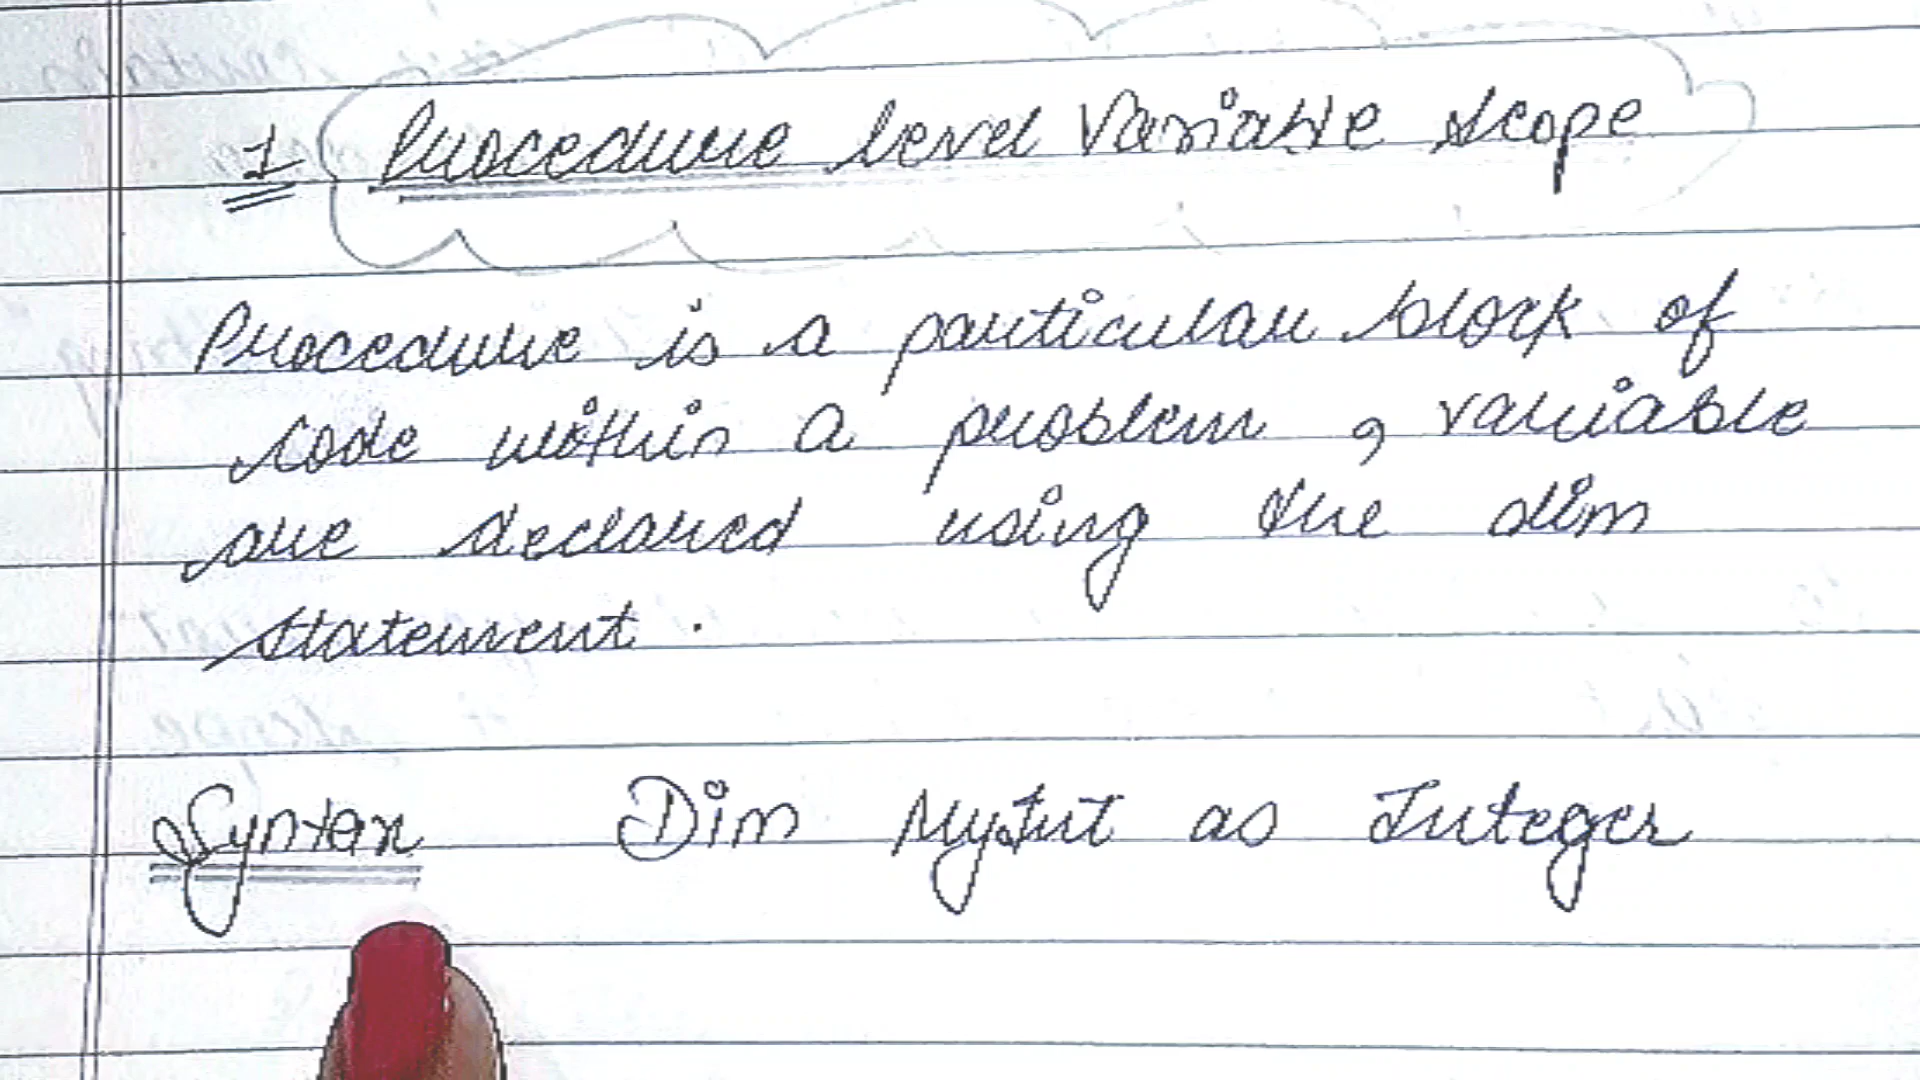 1 Procedure level Variable scope
Procedure is a particular block of
code within a problem, variable
are declared using the dim
statement.
Syntax Dim MyInt as Integer